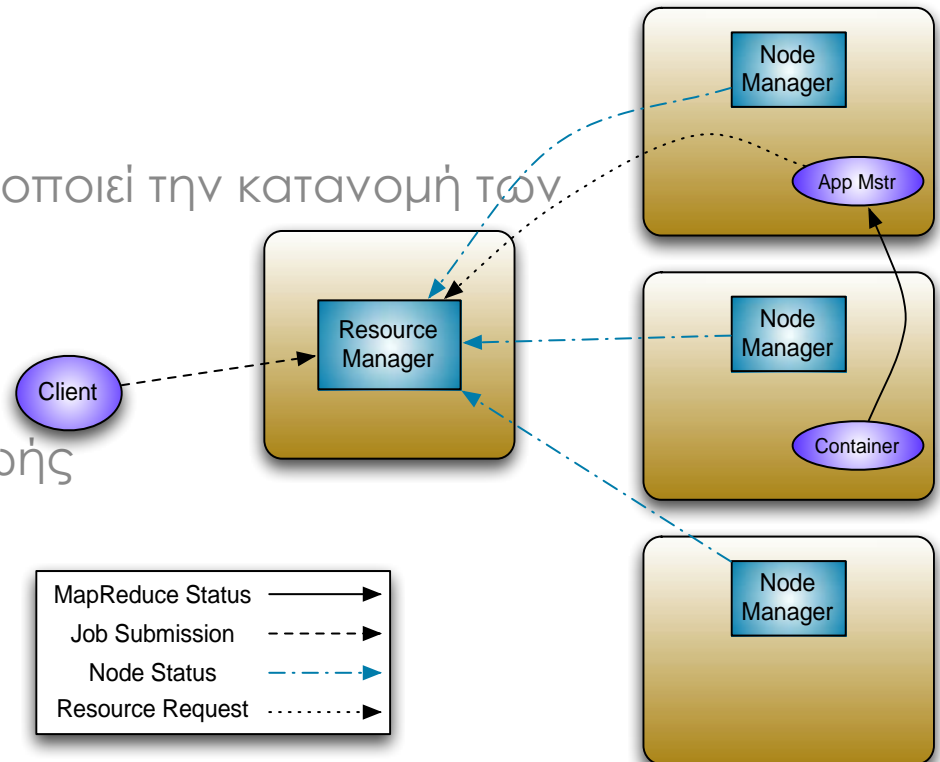 Node
Manager
οποιεί την κατανομή των
App Mstr
Resource
Manager
Node
Manager
Client
Container
ρής
Node
Manager
MapReduce Status
Job Submission
Node Status
Resource Request